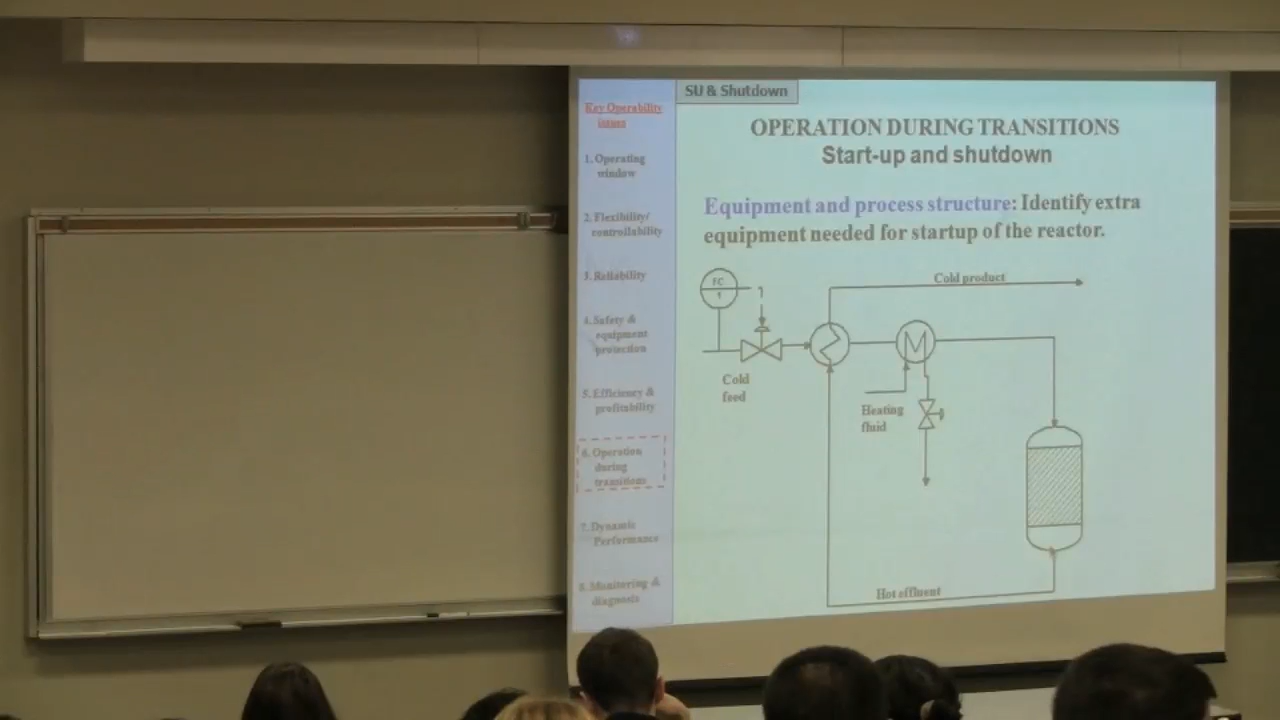 SU & Shutdown
Key Operability
issues
1. Operating
window
2. Flexibility/
controllability
3. Reliability
4. Safety &
equipment
protection
5. Efficiency &
profitability
6. Operation
during
transitions
7. Dynamic
Performance
8. Monitoring &
diagnosis
OPERATION DURING TRANSITIONS
Start-up and shutdown
Equipment and process structure: Identify extra
equipment needed for startup of the reactor.
FC
1
Cold product
Cold
feed
Heating
fluid
Hot effluent